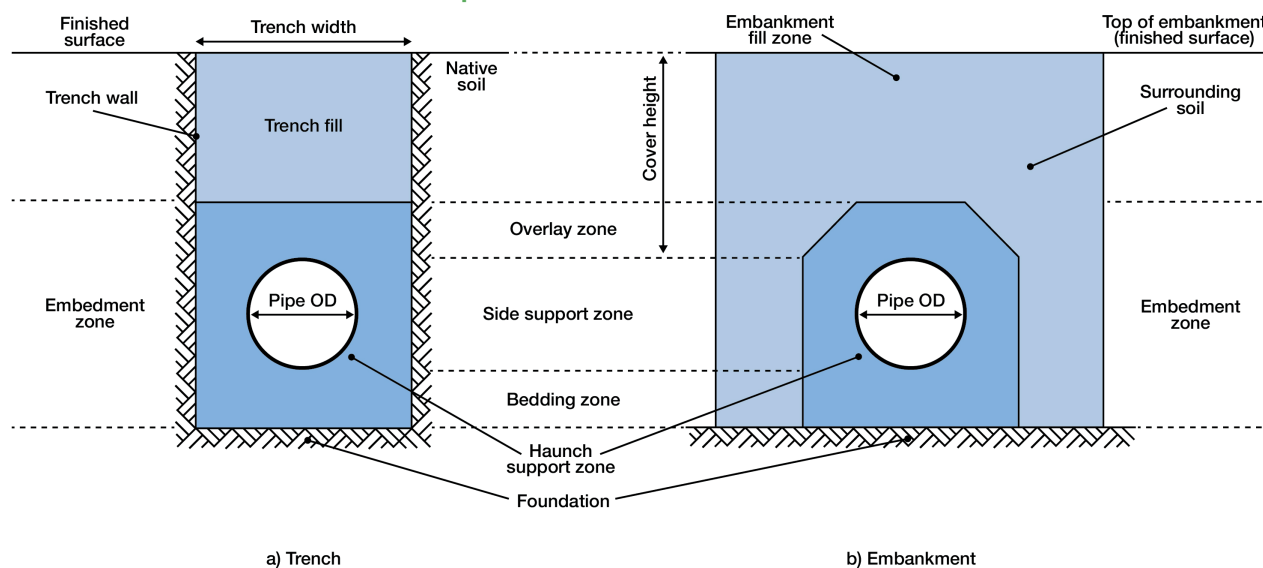 Finished
surface
Trench width
Embankment
fill zone
Top of embankment
(finished surface)
Native
soil
Trench wall
Trench fill
Cover height
Surrounding
soil
Overlay zone
Embedment
zone
Pipe OD
Side support zone
Pipe OD
Embedment
zone
Bedding zone
Haunch
support zone
Foundation
a) Trench
b) Embankment